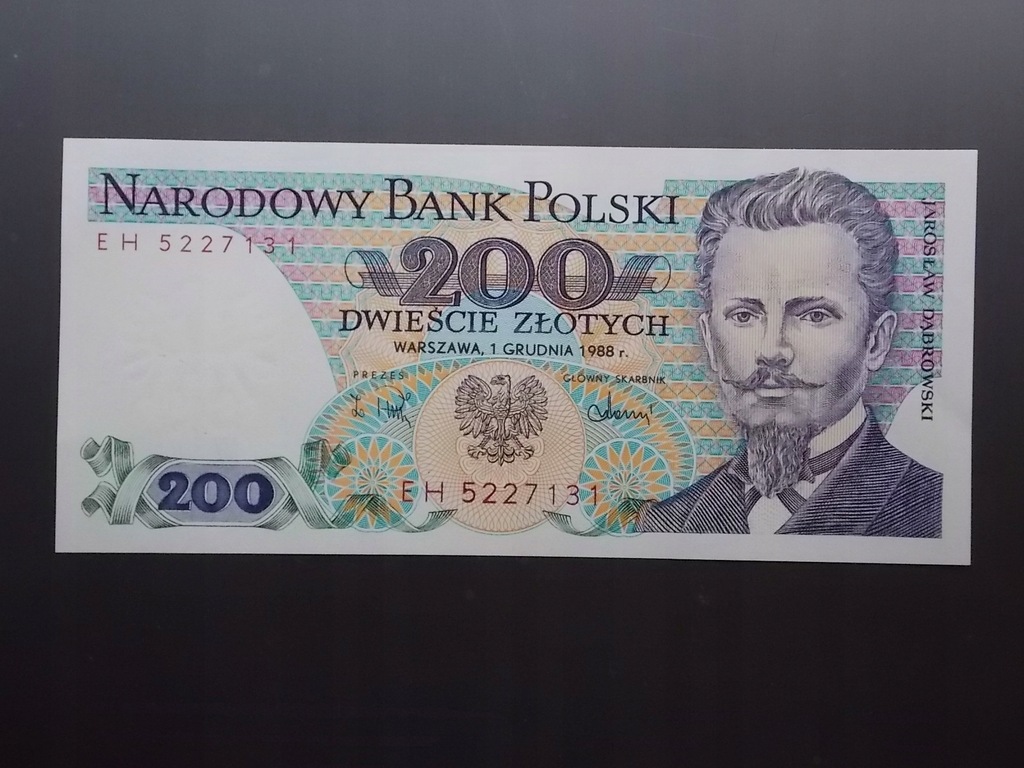 NARODOWY BANK POLSKI
EH 5227131
200
DWIEŚCIE ZŁOTYCH
WARSZAWA, 1 GRUDNIA 1988 r.
PREZES
GŁÓWNY SKARBNIK
200
EH 5227131
JAROSŁAW DĄBROWSKI